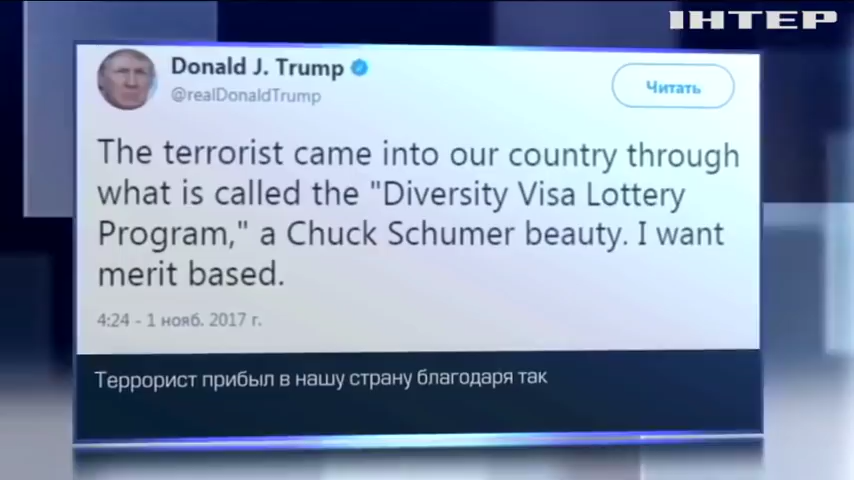 ІНТЕР
Donald J. Trump
@realDonaldTrump
Читать
The terrorist came into our country through
what is called the "Diversity Visa Lottery
Program," a Chuck Schumer beauty. I want
merit based.
4:24 - 1 нояб. 2017 г.
Террорист прибыл в нашу страну благодаря так